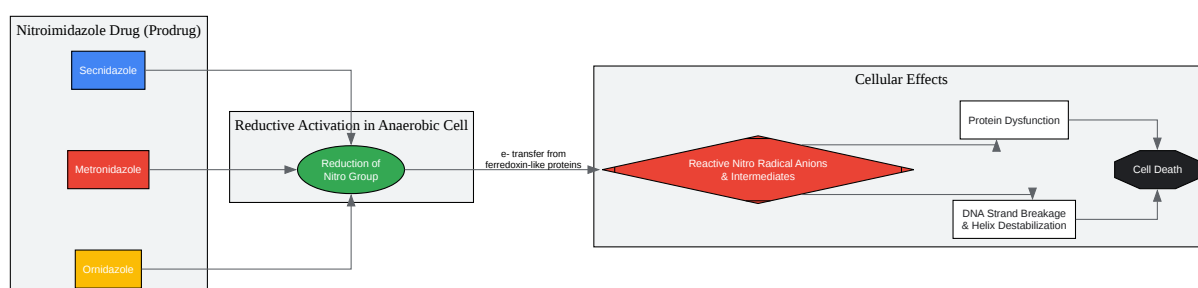 Nitroimidazole Drug (Prodrug)
Secnidazole
Metronidazole
Ornidazole
Reductive Activation in Anaerobic Cell
Reduction of
Nitro Group
e- transfer from
ferredoxin-like proteins
Cellular Effects
Reactive Nitro Radical Anions
& Intermediates
Protein Dysfunction
DNA Strand Breakage
& Helix Destabilization
Cell Death